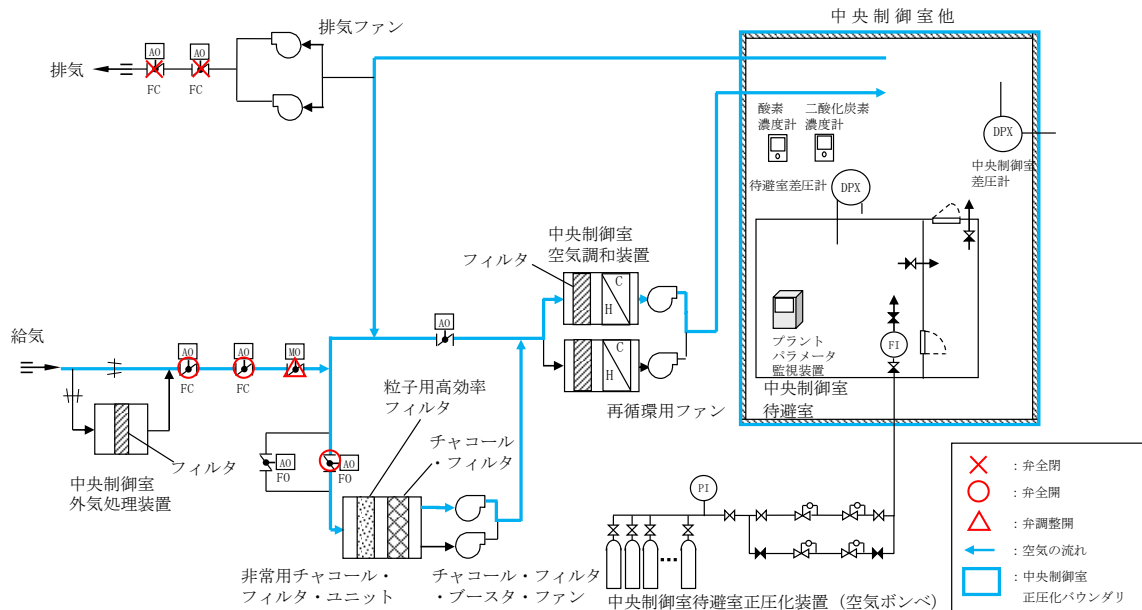 中央制御室他
排気ファン
AO
AO
排気
FC
FC
酸素
濃度計
二酸化炭素
濃度計
DPX
中央制御室
差圧計
待避室差圧計
DPX
中央制御室
空気調和装置
フィルタ
C
H
給気
AO
AO
MO
AO
FC
FC
C
H
FI
プラント
パラメータ
監視装置
中央制御室
待避室
粒子用高効率
フィルタ
再循環用ファン
チャコール
・フィルタ
AO
FO
AO
FO
フィルタ
中央制御室
外気処理装置
PI
非常用チャコール・
フィルタ・ユニット
チャコール・フィルタ
・ブースタ・ファン
中央制御室待避室正圧化装置（空気ボンベ）
：弁全閉
：弁全開
：弁調整開
：空気の流れ
：中央制御室
正圧化バウンダリ